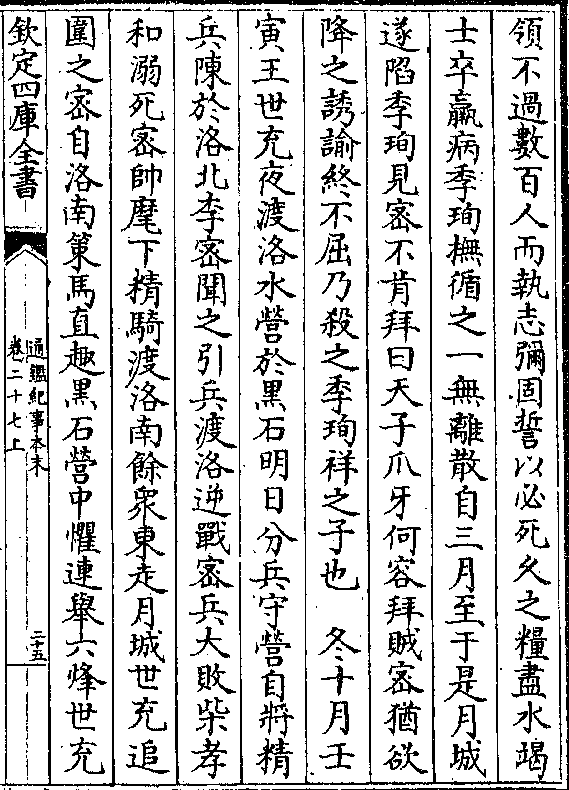 領不過數百人而執志彌固誓以必死久之糧盡水竭
士卒羸病季珣撫循之一無離散自三月至于是月城
遂陷季珣見密不肯拜曰天子爪牙何容拜賊密猶欲
降之誘諭終不屈乃殺之季珣祥之子也　冬十月壬
寅王世充夜渡洛水營於黑石明日分兵守營自將精
兵陳於洛北李密聞之引兵渡洛逆戰密兵大敗柴孝
和溺死密帥麾下精騎渡洛南餘衆東走月城世充追
圍之密自洛南策馬直趣黑石營中懼連舉六烽世充
欽定四庫全書
通鑑紀事本末
卷二十七上
二十五